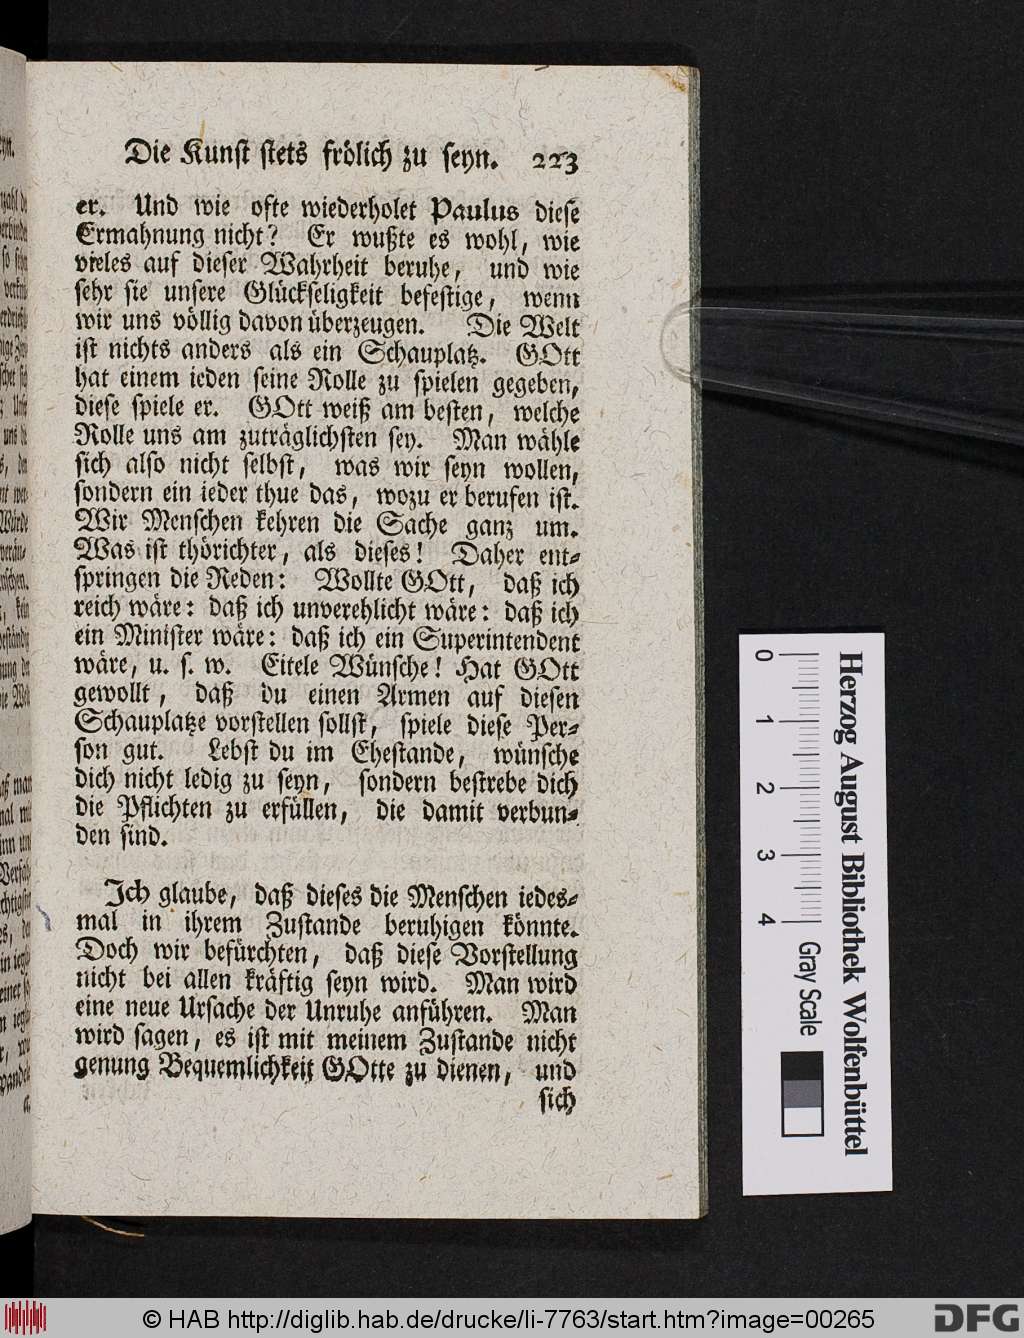 Die Kunst stets frölich zu seyn. 223
er. Und wie ofte wiederholet Paulus diese
Ermahnung nicht? Er wußte es wohl, wie
vieles auf dieser Wahrheit beruhe, und wie
sehr sie unsere Glückseligkeit befestige, wenn
wir uns völlig davon überzeugen. Die Welt
ist nichts anders als ein Schauplatz. GOtt
hat einem ieden seine Rolle zu spielen gegeben,
diese spiele er. GOtt weiß am besten, welche
Rolle uns am zuträglichsten sey. Man wähle
sich also nicht selbst, was wir seyn wollen,
sondern ein ieder thue das, wozu er berufen ist.
Wir Menschen kehren die Sache ganz um.
Was ist thörichter, als dieses! Daher ent-
springen die Reden: Wollte GOtt, daß ich
reich wäre: daß ich unverehlicht wäre: daß ich
ein Minister wäre: daß ich ein Superintendent
wäre, u. s. w. Eitele Wünsche! Hat GOtt
gewollt, daß du einen Armen auf diesen
Schauplatze vorstellen sollst, spiele diese Per-
son gut. Lebst du im Ehestande, wünsche
dich nicht ledig zu seyn, sondern bestrebe dich
die Pflichten zu erfüllen, die damit verbun-
den sind.
Ich glaube, daß dieses die Menschen iedes-
mal in ihrem Zustande beruhigen könnte.
Doch wir befürchten, daß diese Vorstellung
nicht bei allen kräftig seyn wird. Man wird
eine neue Ursache der Unruhe anführen. Man
wird sagen, es ist mit meinem Zustande nicht
genung Bequemlichkeit GOtte zu dienen, und
sich
0 1 2 3 4 Gray Scale
Herzog August Bibliothek Wolfenbüttel
© HAB http://diglib.hab.de/drucke/li-7763/start.htm?image=00265
DFG